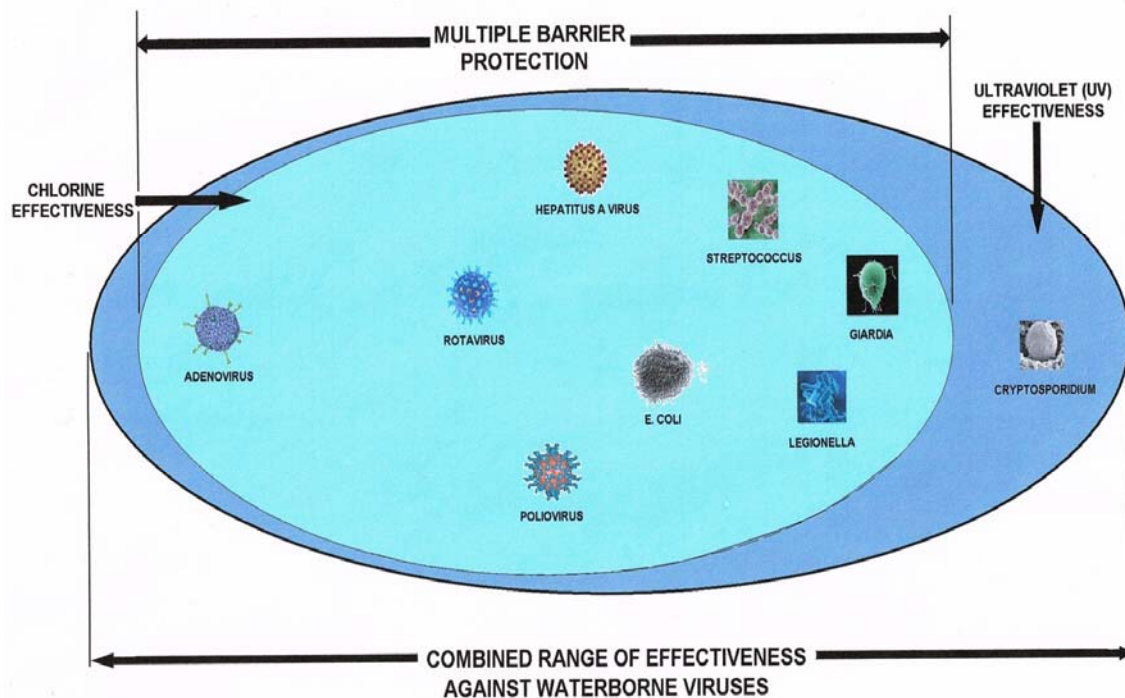 MULTIPLE BARRIER
PROTECTION
ULTRAVIOLET (UV)
EFFECTIVENESS
CHLORINE
EFFECTIVENESS
HEPATITUS A VIRUS
STREPTOCOCCUS
ROTAVIRUS
GIARDIA
ADENOVIRUS
CRYPTOSPORIDIUM
E. COLI
LEGIONELLA
POLIOVIRUS
COMBINED RANGE OF EFFECTIVENESS
AGAINST WATERBORNE VIRUSES